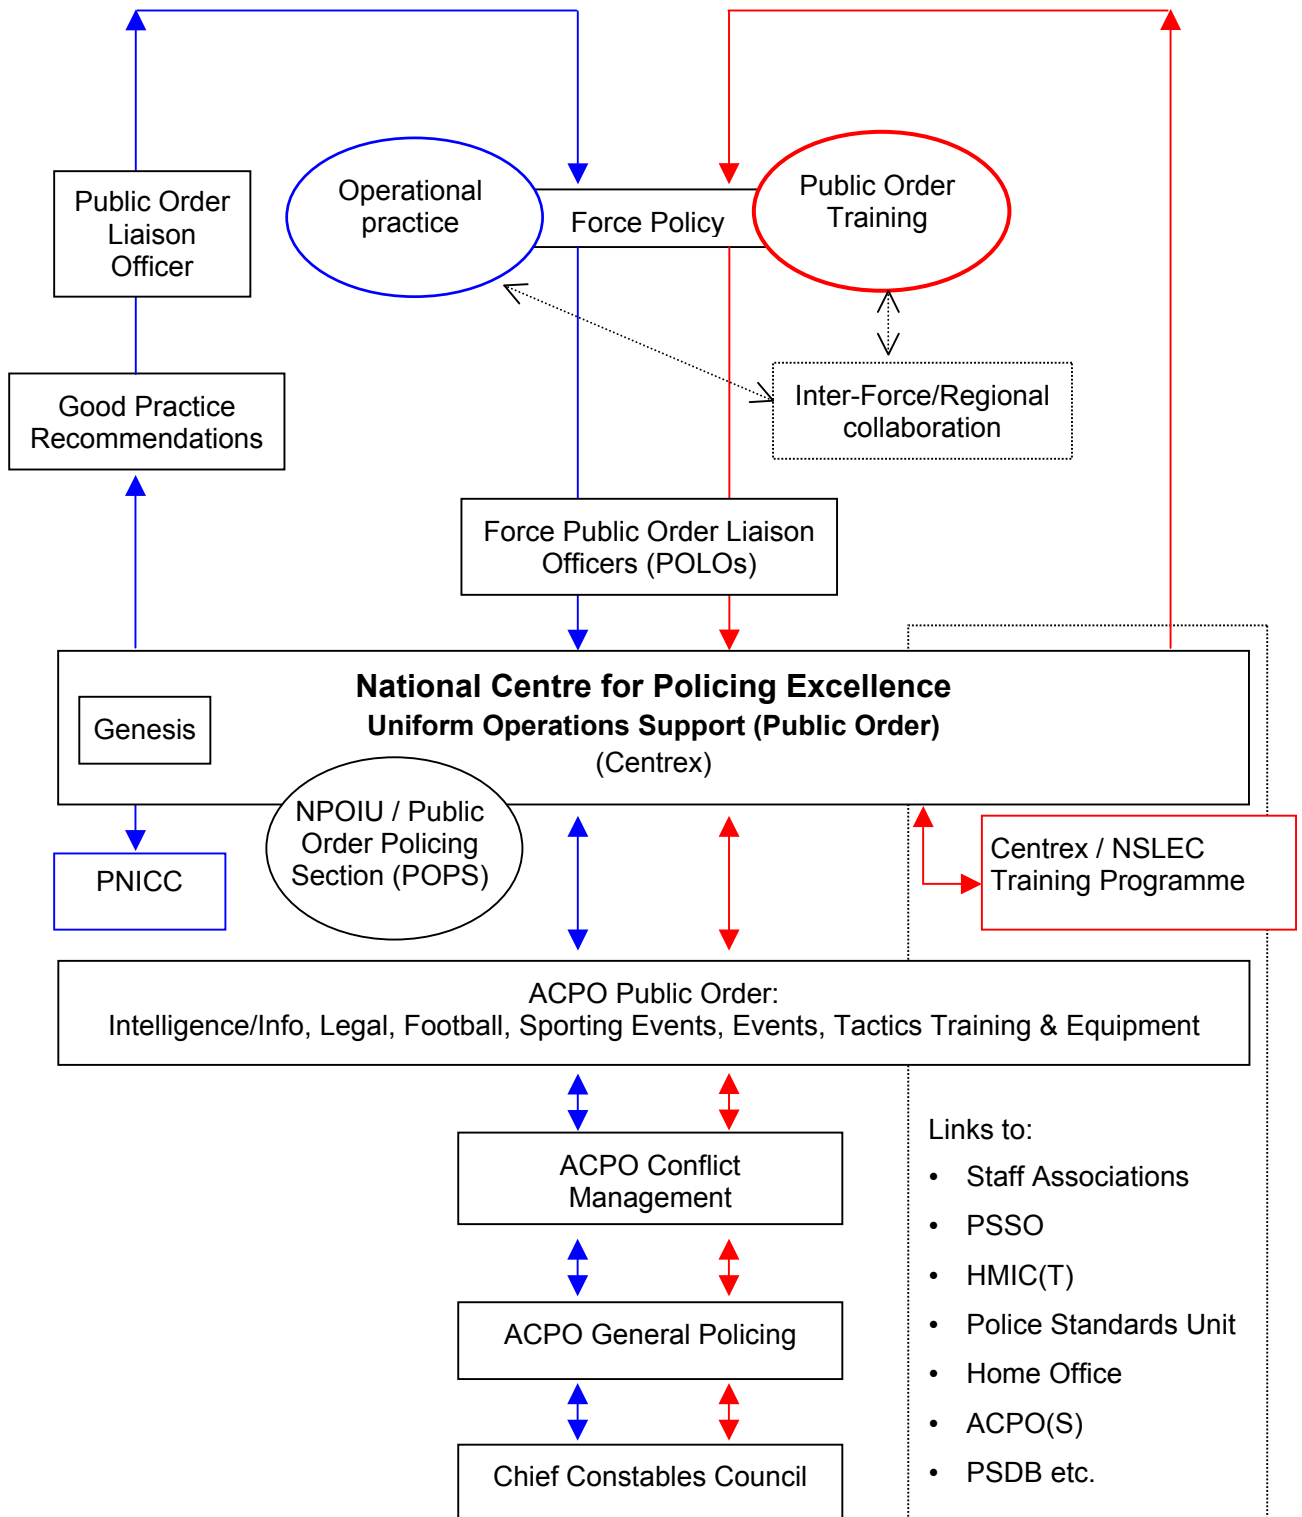 Public Order
Liaison
Officer
Operational
practice
Force Policy
Public Order
Training
Good Practice
Recommendations
Inter-Force/Regional
collaboration
Force Public Order Liaison
Officers (POLOs)
National Centre for Policing Excellence
Uniform Operations Support (Public Order)
(Centrex)
Genesis
NPOIU / Public
Order Policing
Section (POPS)
PNICC
Centrex / NSLEC
Training Programme
ACPO Public Order:
Intelligence/Info, Legal, Football, Sporting Events, Events, Tactics Training & Equipment
ACPO Conflict
Management
ACPO General Policing
Chief Constables Council
Links to:
• Staff Associations
• PSSO
• HMIC(T)
• Police Standards Unit
• Home Office
• ACPO(S)
• PSDB etc.